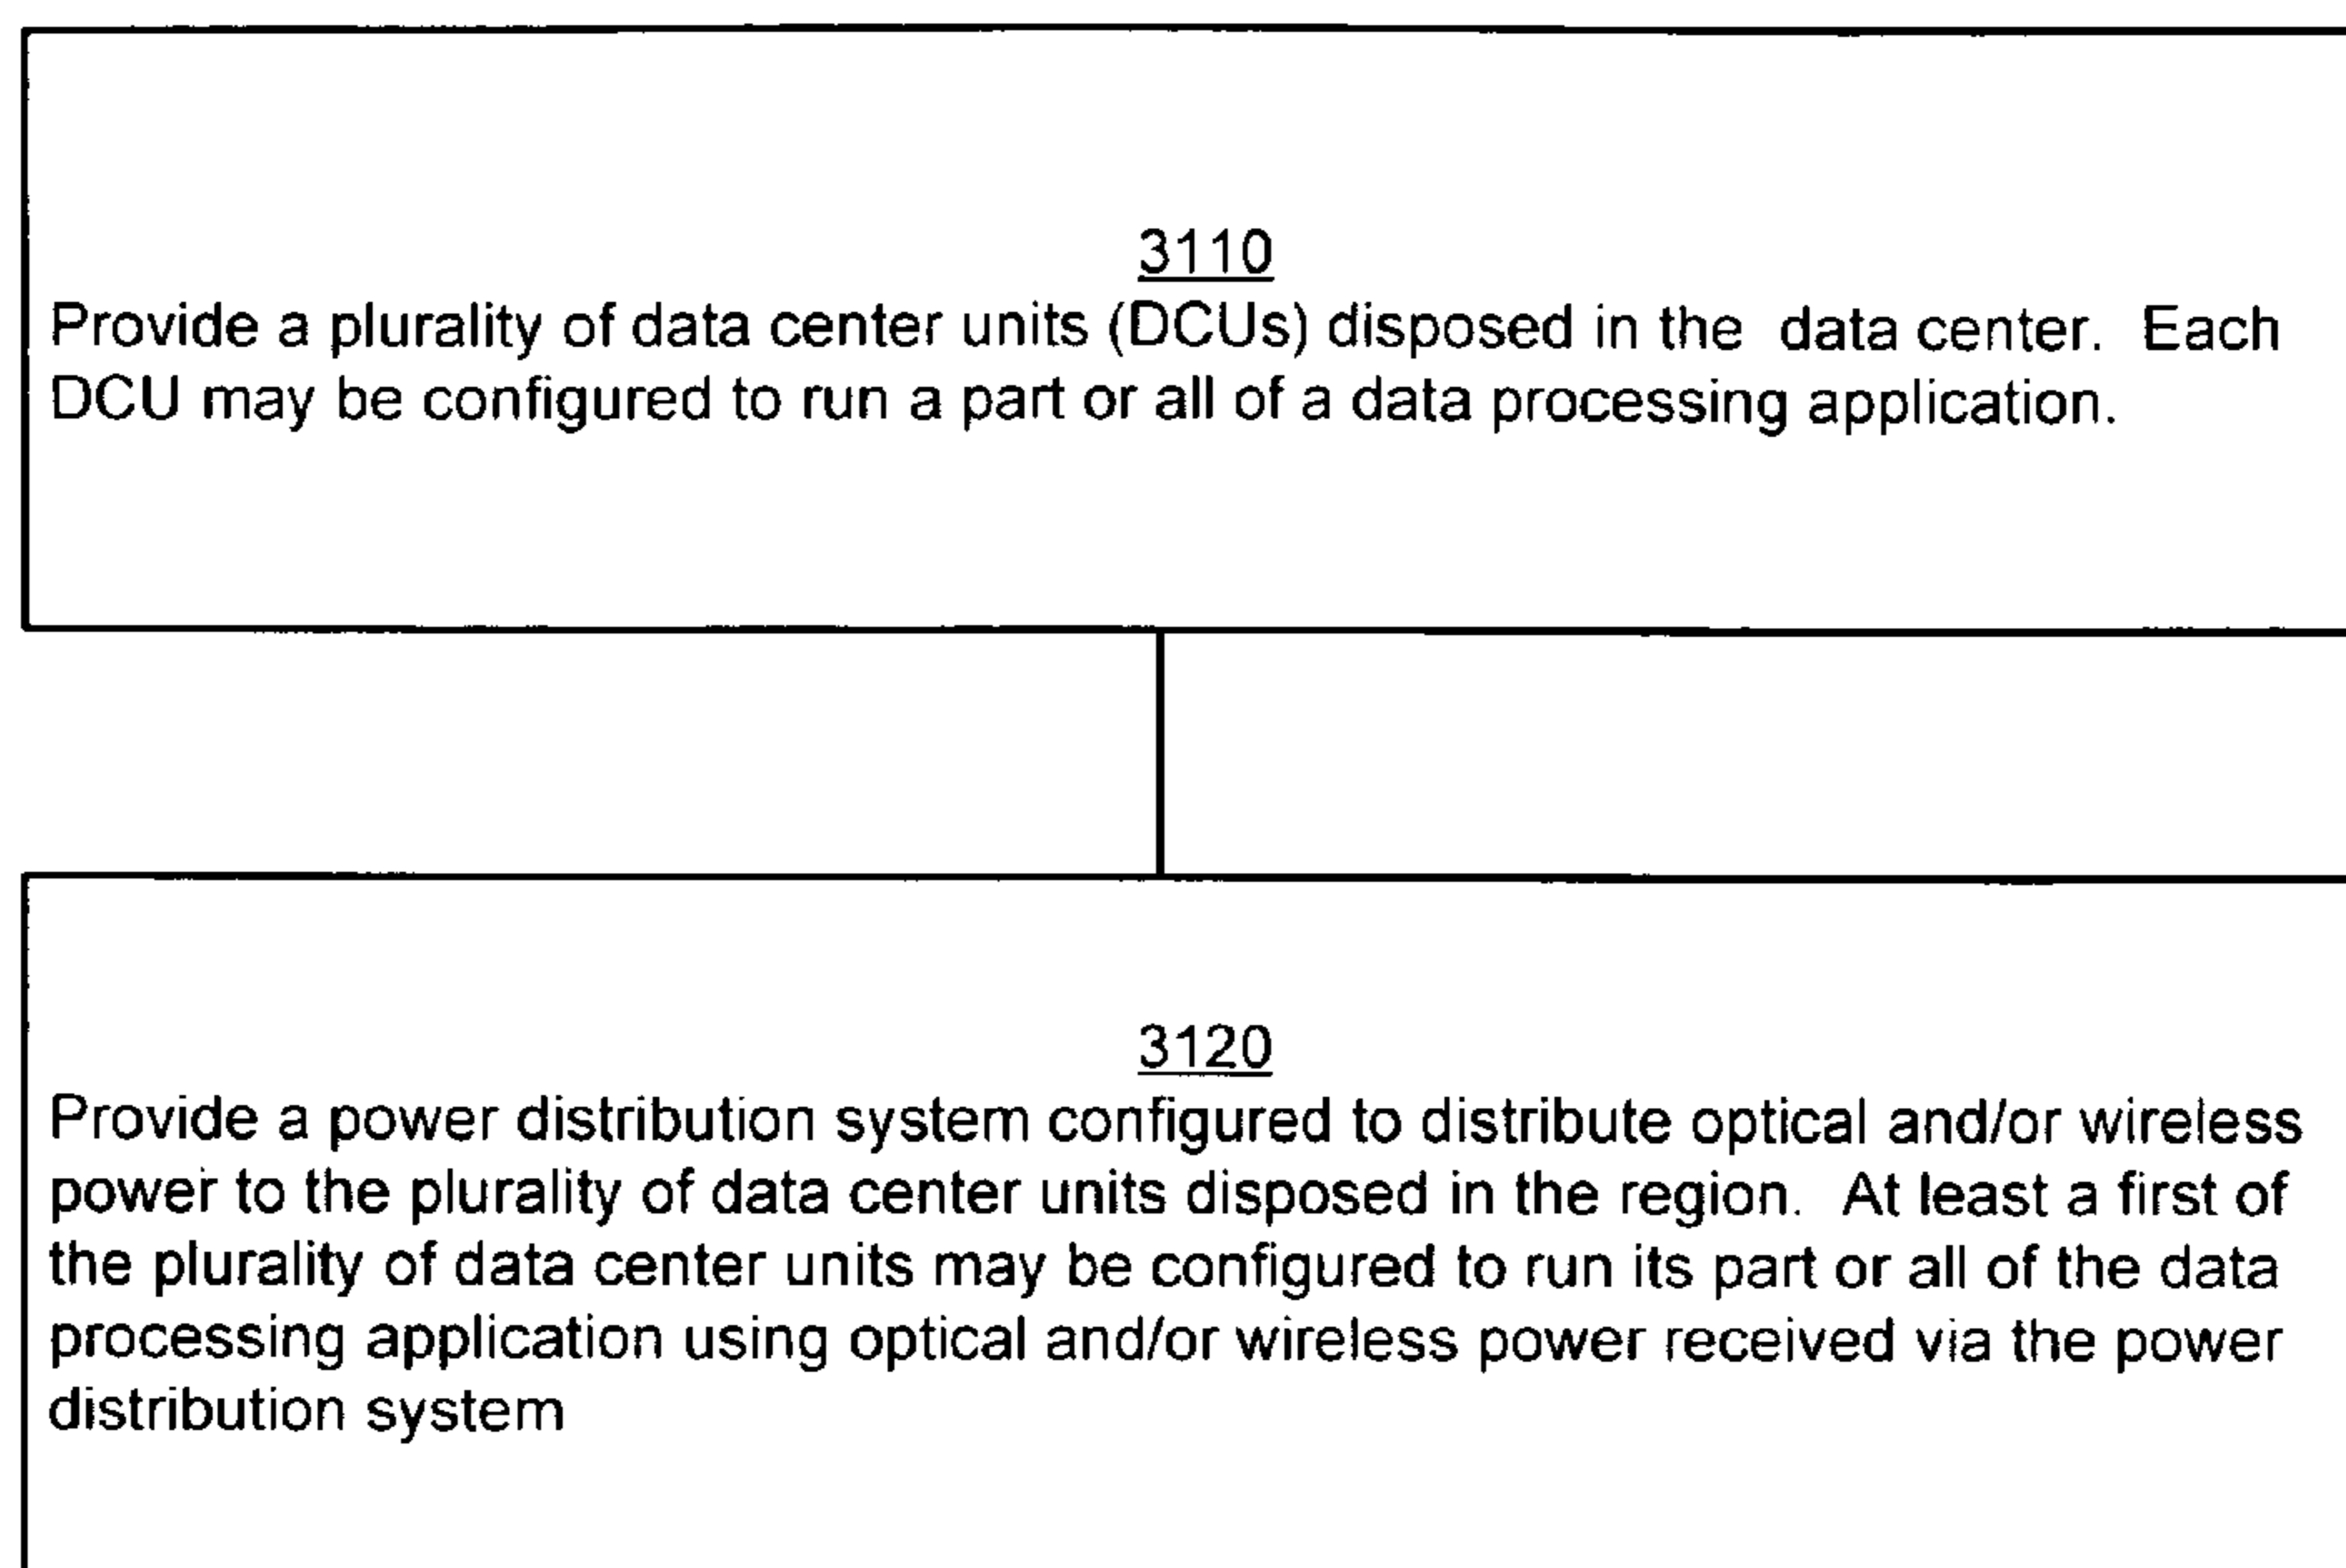 3110
Provide a plurality of data center units (DCUs) disposed in the data center. Each
DCU may be configured to run a part or all of a data processing application.
3120
Provide a power distribution system configured to distribute optical and/or wireless
power to the plurality of data center units disposed in the region. At least a first of
the plurality of data center units may be configured to run its part or all of the data
processing application using optical and/or wireless power received via the power
distribution system